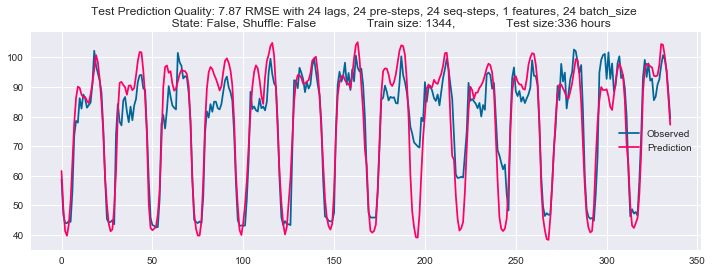 Test Prediction Quality: 7.87 RMSE with 24 lags, 24 pre-steps, 24 seq-steps, 1 features, 24 batch_size
State: False, Shuffle: False Train size: 1344, Test size:336 hours
100
90
80
70
60
50
40
Observed
Prediction
0 50 100 150 200 250 300 350